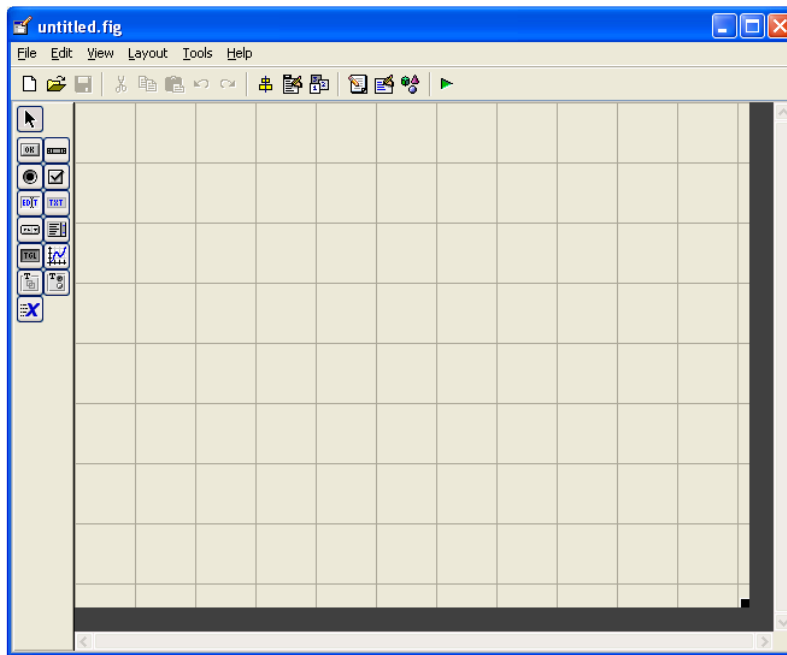 untitled.fig
File Edit View Layout Tools Help
OK
EDIT TXT
TGL
T T
X